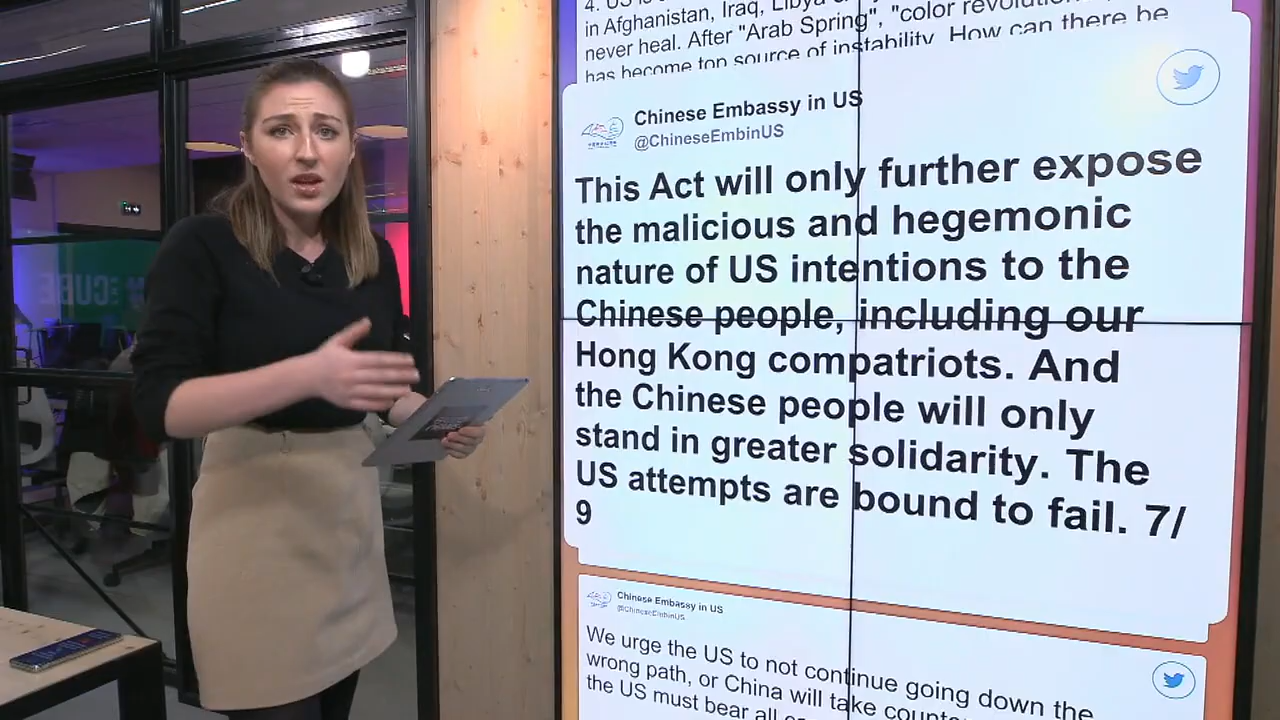 4. US is
in Afghanistan, Iraq, Libya
never heal. After "Arab Spring", "color
has become top source of instability. How can there be
Chinese Embassy in US
@ChineseEmbinUS
This Act will only further expose
the malicious and hegemonic
nature of US intentions to the
Chinese people, including our
Hong Kong compatriots. And
the Chinese people will only
stand in greater solidarity. The
US attempts are bound to fail. 7/
9
Chinese Embassy in US
@ChineseEmbinUS
We urge the US to not continue going down the
wrong path, or China will take
the US must bear all
CUBE